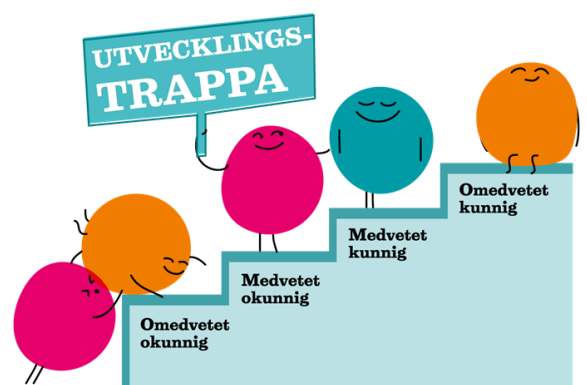 UTVECKLINGS-
TRAPPA
Omedvetet
kunnig
Medvetet
kunnig
Medvetet
okunnig
Omedvetet
okunnig